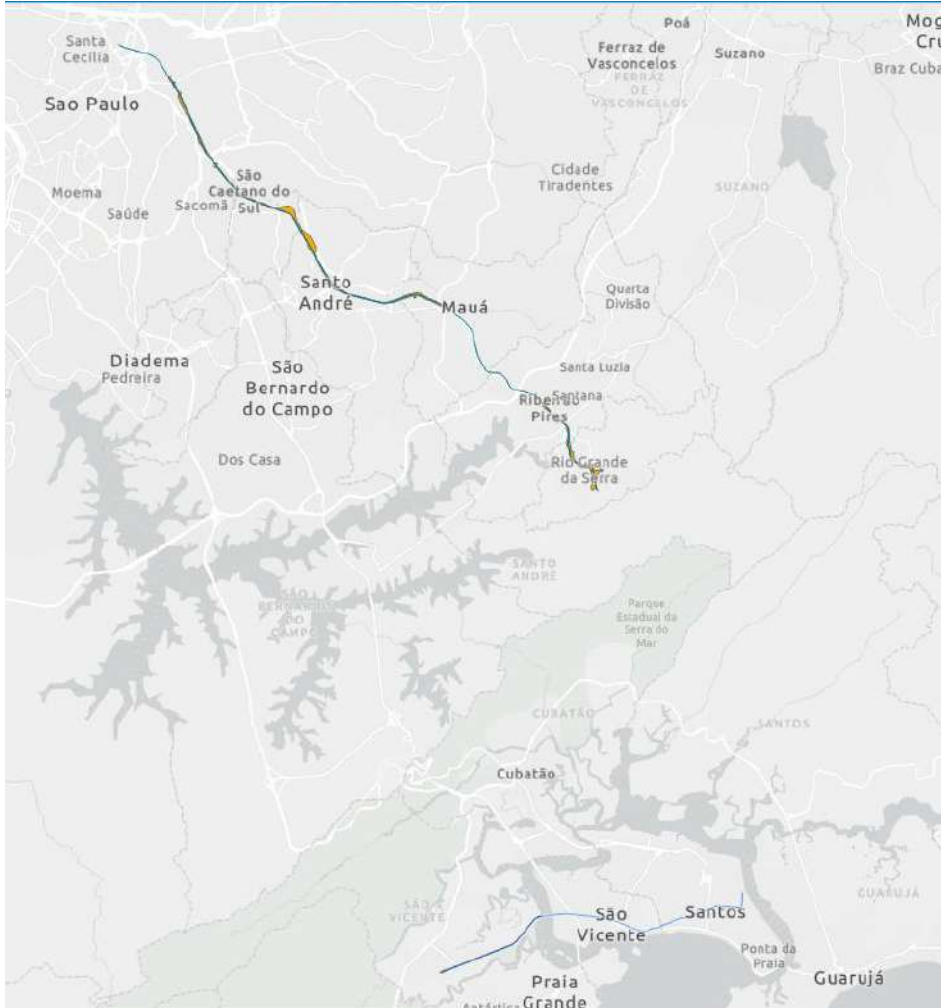 Poá
Mog
Cru
Santa
Cecília
Ferraz de
Vasconcelos
Suzano
Braz Cuba
FERRAZ
DE
VASCONCELOS
Sao Paulo
Cidade
Tiradentes
São
Caetano do
Sul
SUZANO
Moema
Saúde
Sacomã
Santo
André
Quarta
Divisão
Mauá
Diadema
Pedreira
São
Bernardo
do Campo
Santa Luzia
Santana
Ribeirão
Pires
Dos Casa
Rio Grande
da Serra
SANTO
ANDRÉ
SÃO
BERNARDO
DO
CAMPO
Parque
Estadual da
Serra do
Mar
CUBATÃO
SANTOS
Cubatão
GUARUJÁ
SÃO
VICENTE
São
Vicente
Santos
Ponta da
Praia
Guarujá
Praia
Grande